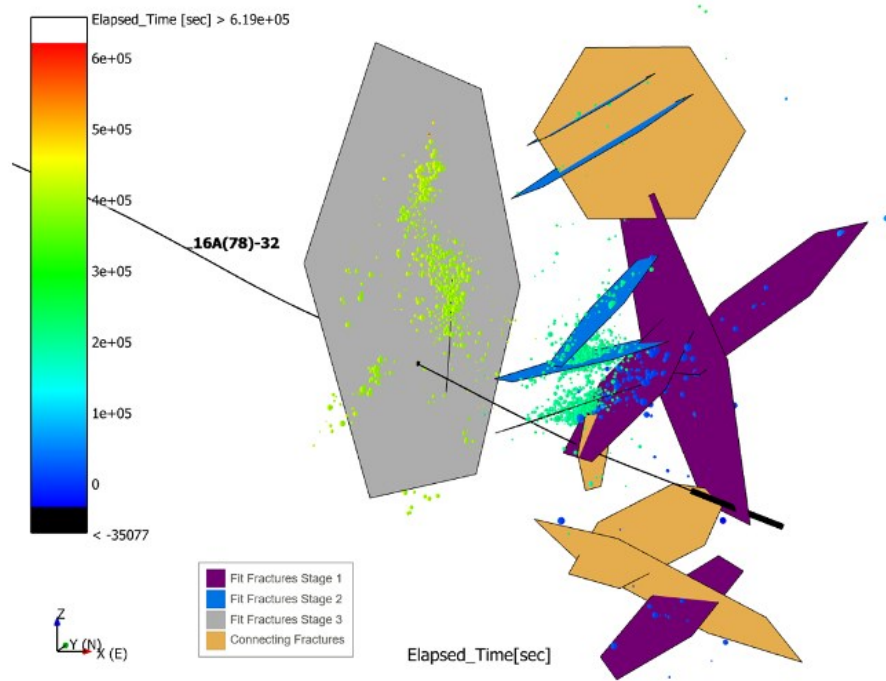 Elapsed_Time [sec] > 6.19e+05
6e+05
5e+05
4e+05
3e+05
2e+05
1e+05
0
< -35077
16A(78)-32
Fit Fractures Stage 1
Fit Fractures Stage 2
Fit Fractures Stage 3
Connecting Fractures
Z
Y (N)
X (E)
Elapsed_Time[sec]